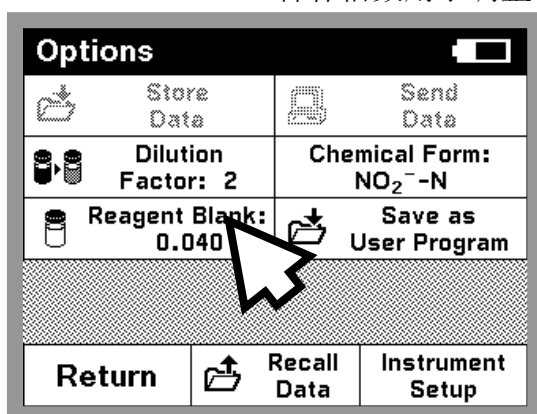 Options
Store
Data
Send
Data
Dilution
Factor: 2
Chemical Form:
NO₂⁻-N
Reagent Blank:
0.040
Save as
User Program
Return
Recall
Data
Instrument
Setup